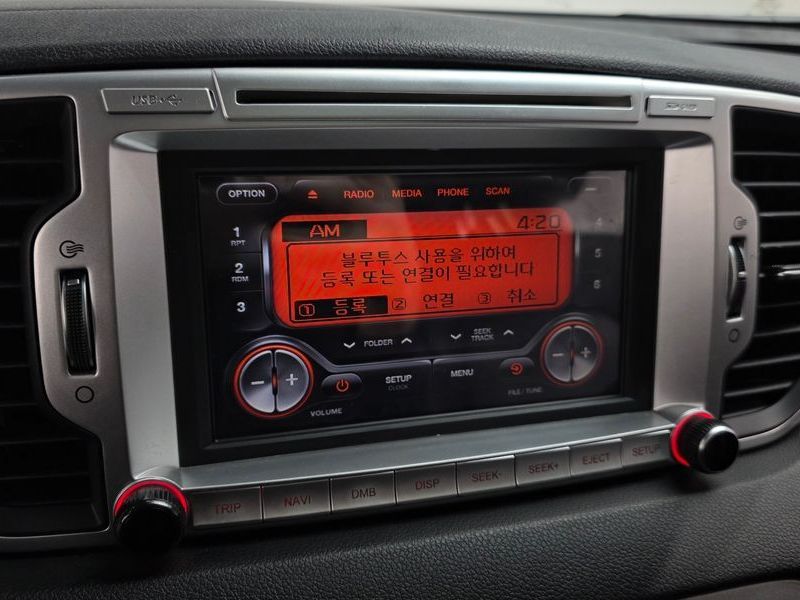 USB
OPTION
RADIO MEDIA PHONE SCAN
AM 4:20
1
RPT
2
RDM
3
4
5
6
블루투스 사용을 위하여
등록 또는 연결이 필요합니다
① 등록 ② 연결 ③ 취소
FOLDER
SEEK
TRACK
SETUP
CLOCK
MENU
FILE / TUNE
VOLUME
TRIP NAVI DMB DISP SEEK- SEEK+ EJECT SETUP